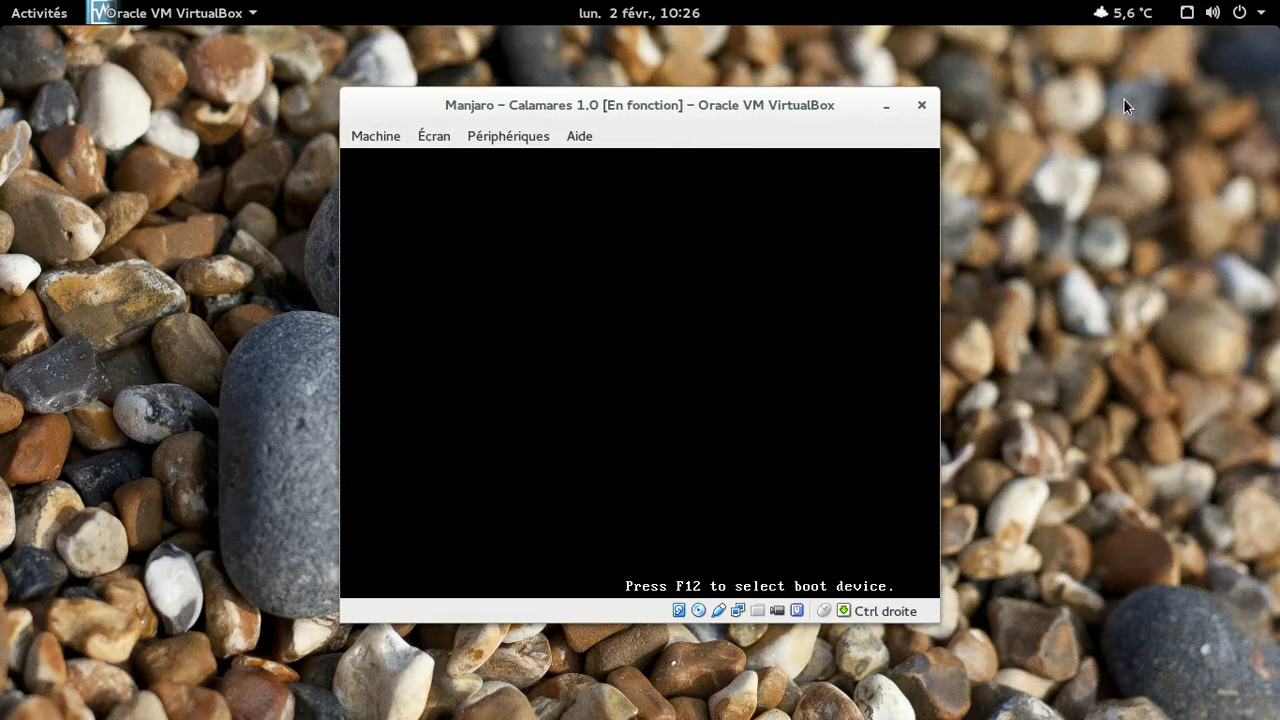 Activités Oracle VM VirtualBox lun. 2 févr., 10:26 5,6 °C
Manjaro – Calamares 1.0 [En fonction] – Oracle VM VirtualBox
Machine Écran Périphériques Aide
Press F12 to select boot device.
Ctrl droite